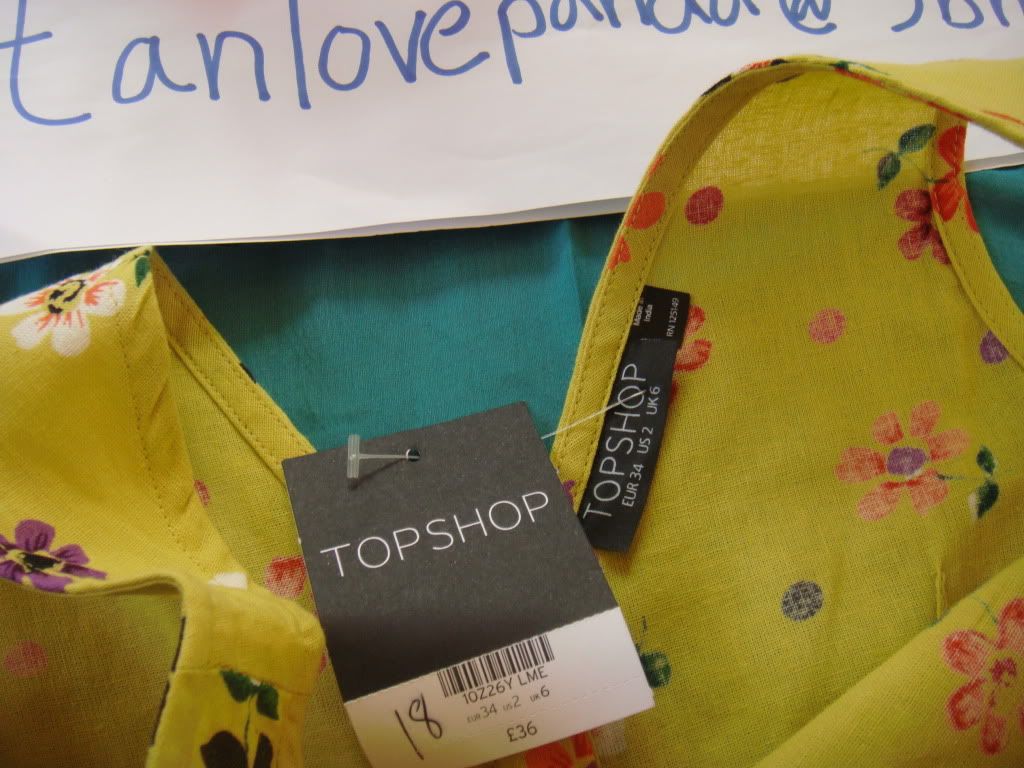 tanlovepanda@
Made in
India
RN 125149
TOPSHOP
EUR 34 US 2 UK 6
TOPSHOP
10Z26Y LME
EUR 34 US 2 UK 6
£36
18